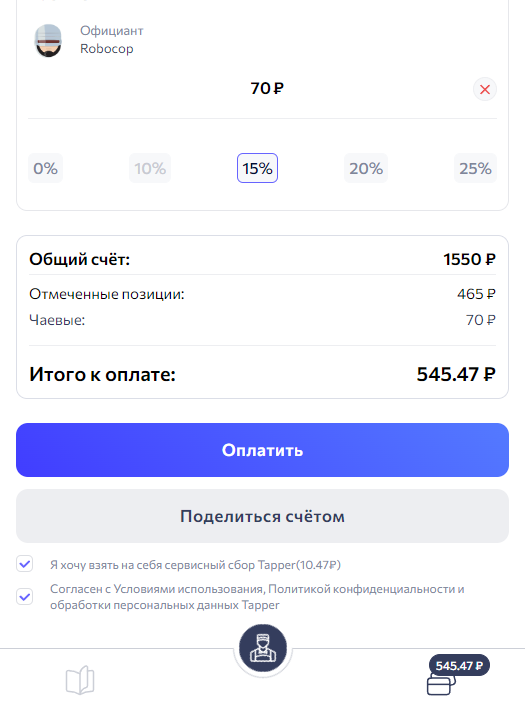 Официант
Robocop
70 ₽
0% 10% 15% 20% 25%
Общий счёт: 1550 ₽
Отмеченные позиции: 465 ₽
Чаевые: 70 ₽
Итого к оплате: 545.47 ₽
Оплатить
Поделиться счётом
Я хочу взять на себя сервисный сбор Tapper(10.47₽)
Согласен с Условиями использования, Политикой конфиденциальности и
обработки персональных данных Tapper
545.47 ₽